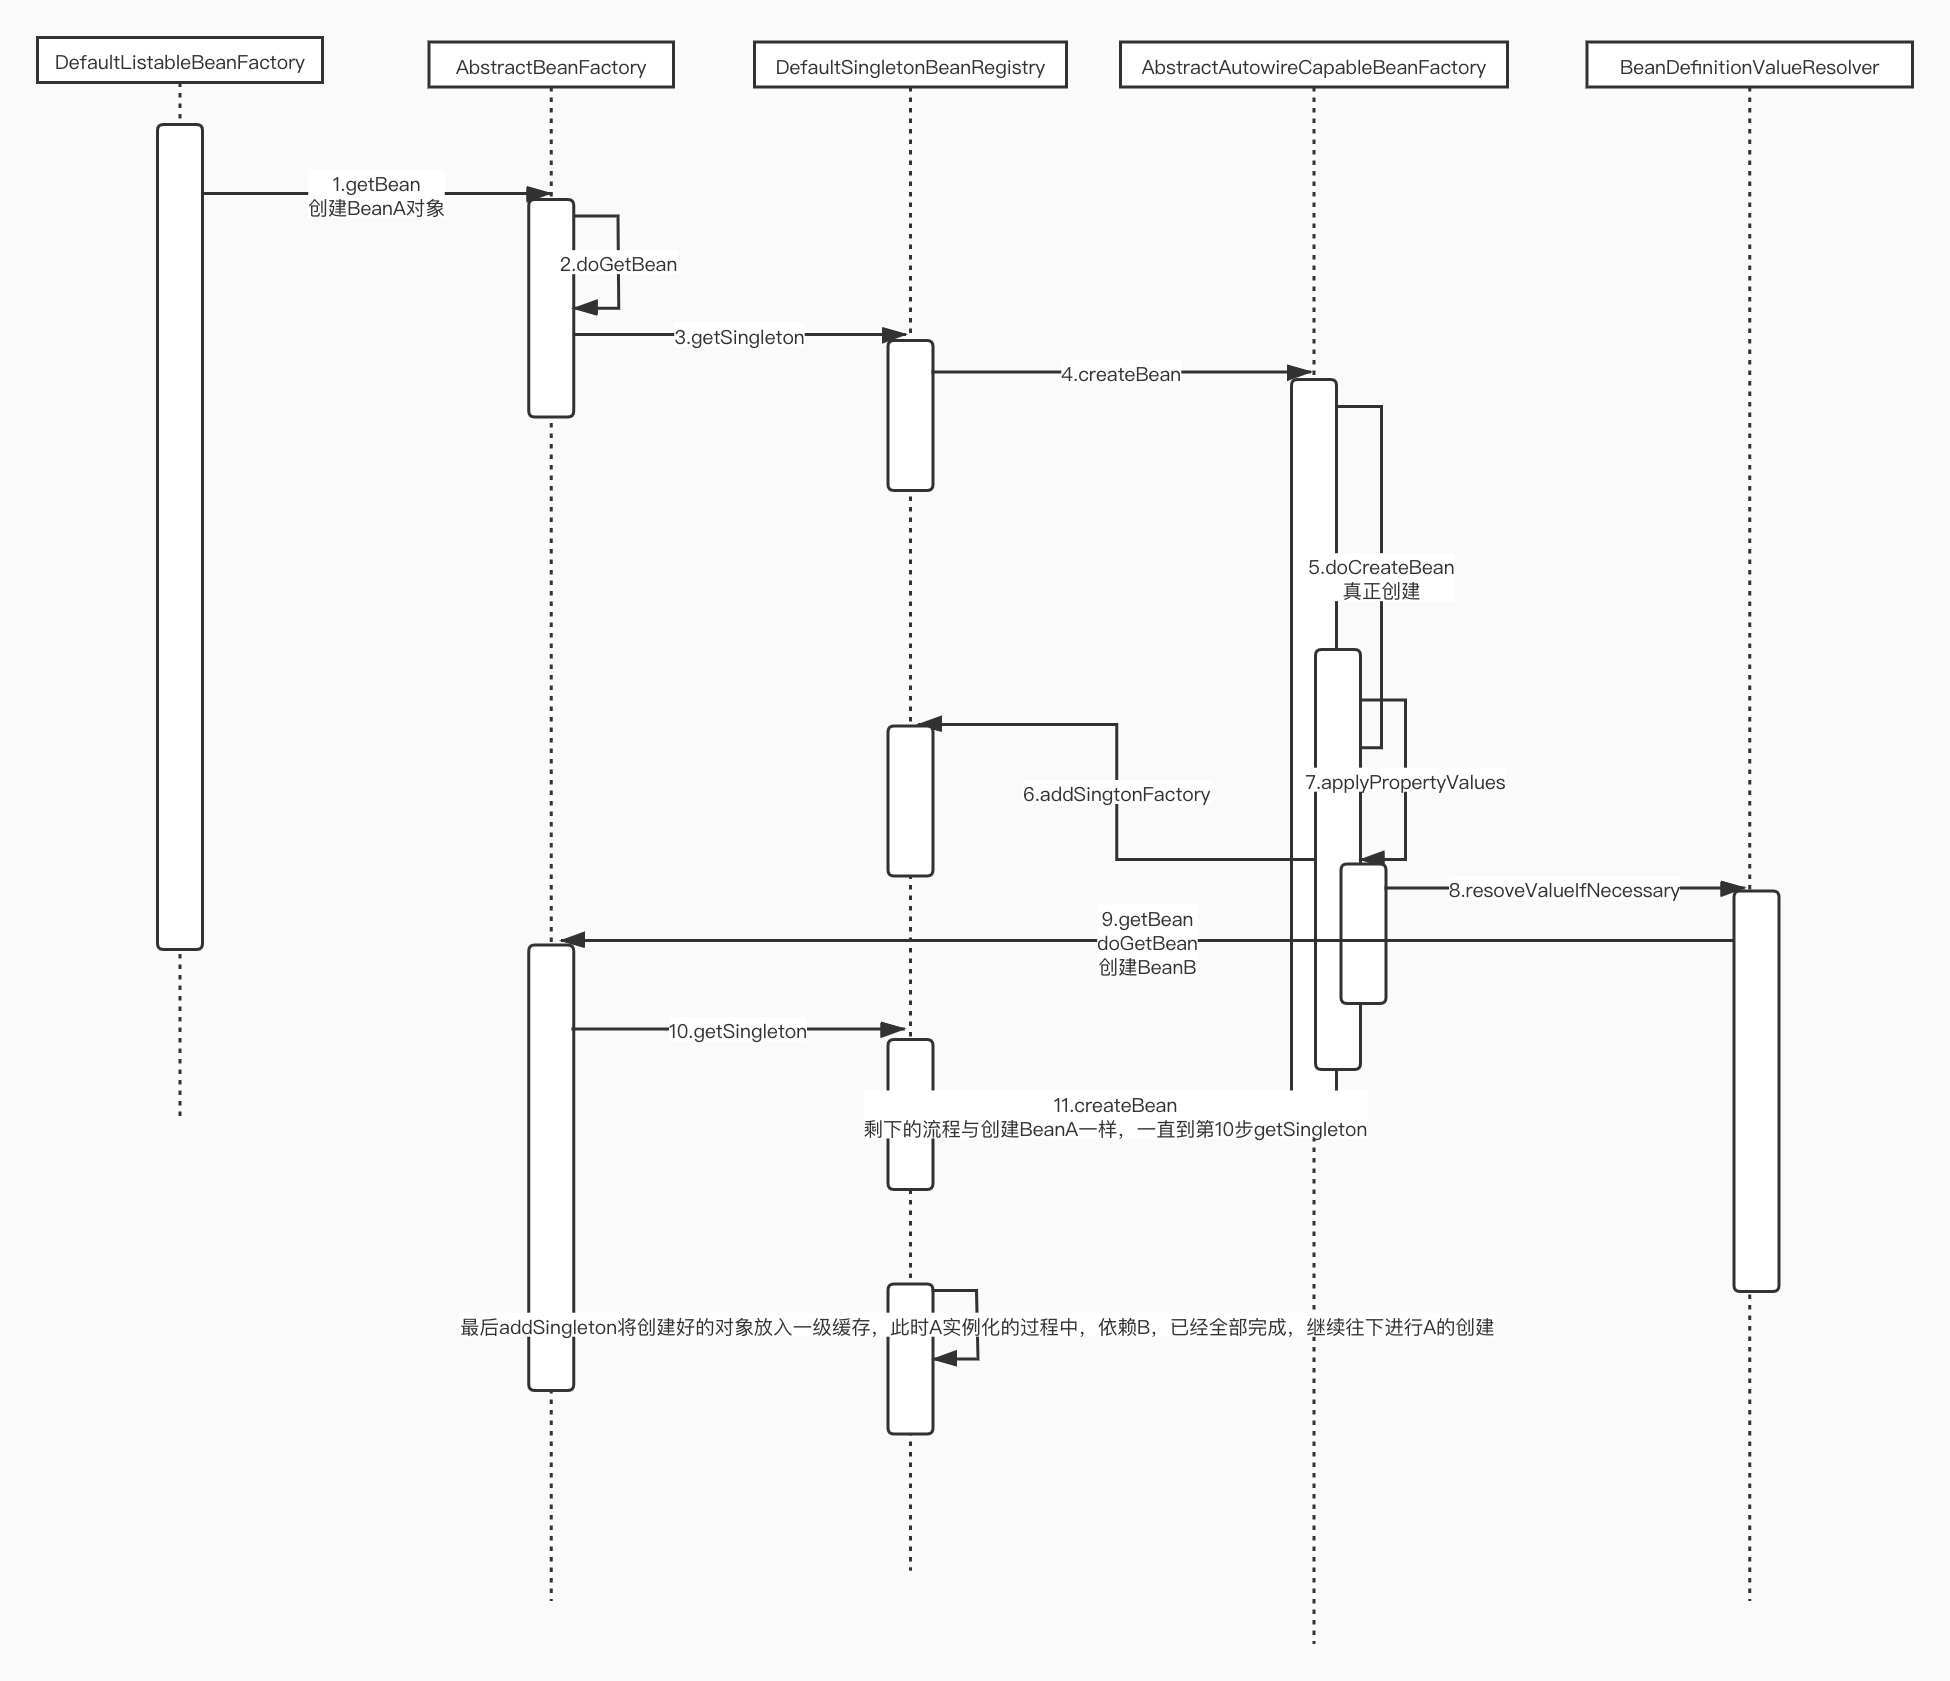 DefaultListableBeanFactory
AbstractBeanFactory
DefaultSingletonBeanRegistry
AbstractAutowireCapableBeanFactory
BeanDefinitionValueResolver
1.getBean
创建BeanA对象
2.doGetBean
3.getSingleton
4.createBean
5.doCreateBean
真正创建
7.applyPropertyValues
6.addSingtonFactory
8.resoveValueIfNecessary
9.getBean
doGetBean
创建BeanB
10.getSingleton
11.createBean
剩下的流程与创建BeanA一样，一直到第10步getSingleton
最后addSingleton将创建好的对象放入一级缓存，此时A实例化的过程中，依赖B，已经全部完成，继续往下进行A的创建